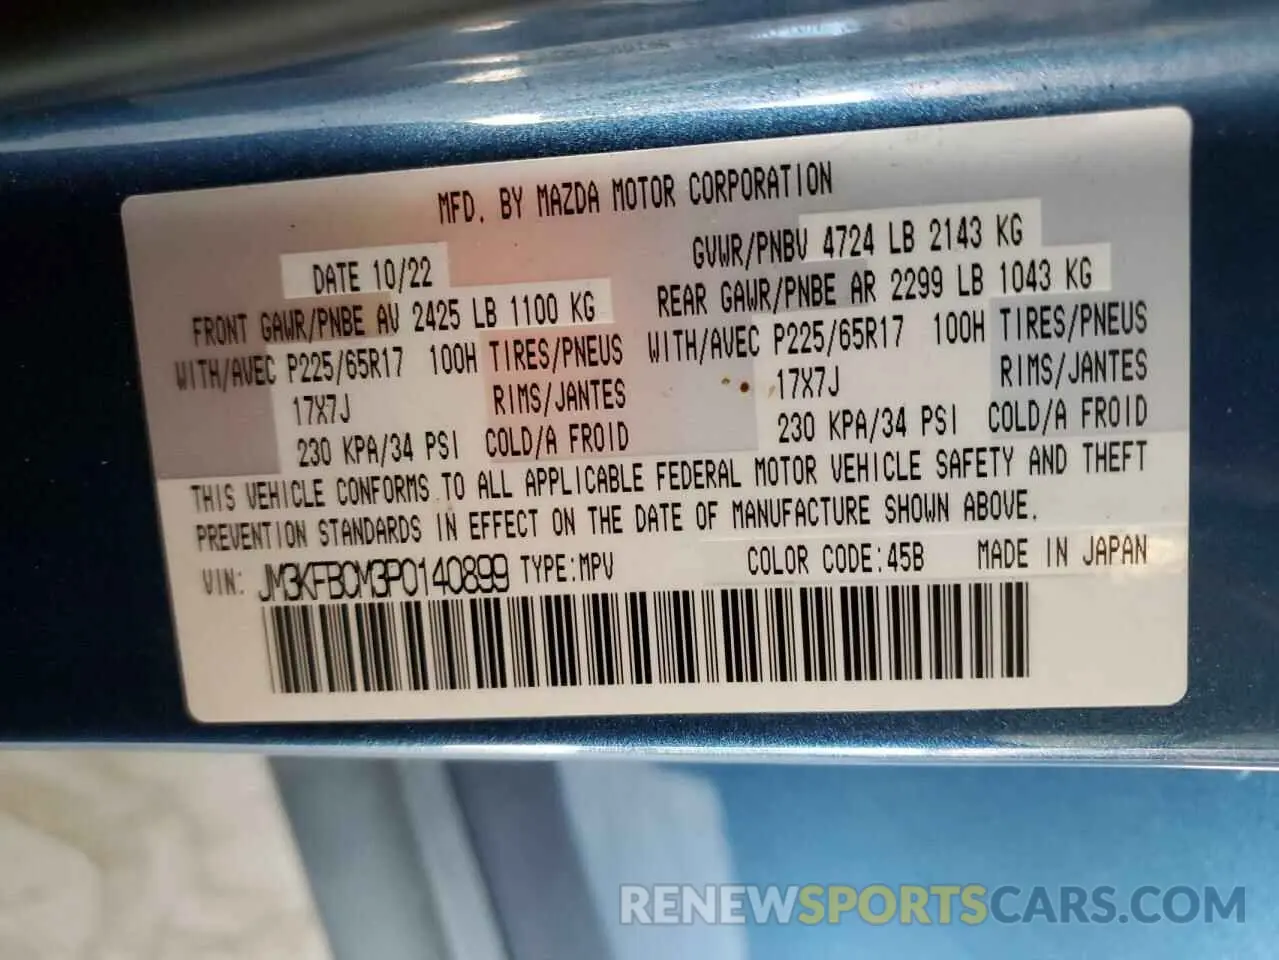 MFD. BY MAZDA MOTOR CORPORATION
DATE 10/22 GVWR/PNBV 4724 LB 2143 KG
FRONT GAWR/PNBE AV 2425 LB 1100 KG REAR GAWR/PNBE AR 2299 LB 1043 KG
WITH/AVEC P225/65R17 100H TIRES/PNEUS WITH/AVEC P225/65R17 100H TIRES/PNEUS
17X7J RIMS/JANTES 17X7J RIMS/JANTES
230 KPA/34 PSI COLD/A FROID 230 KPA/34 PSI COLD/A FROID
THIS VEHICLE CONFORMS TO ALL APPLICABLE FEDERAL MOTOR VEHICLE SAFETY AND THEFT
PREVENTION STANDARDS IN EFFECT ON THE DATE OF MANUFACTURE SHOWN ABOVE.
VIN: JM3KFBCM3P0140899 TYPE:MPV COLOR CODE:45B MADE IN JAPAN
RENEWSPORTSCARS.COM